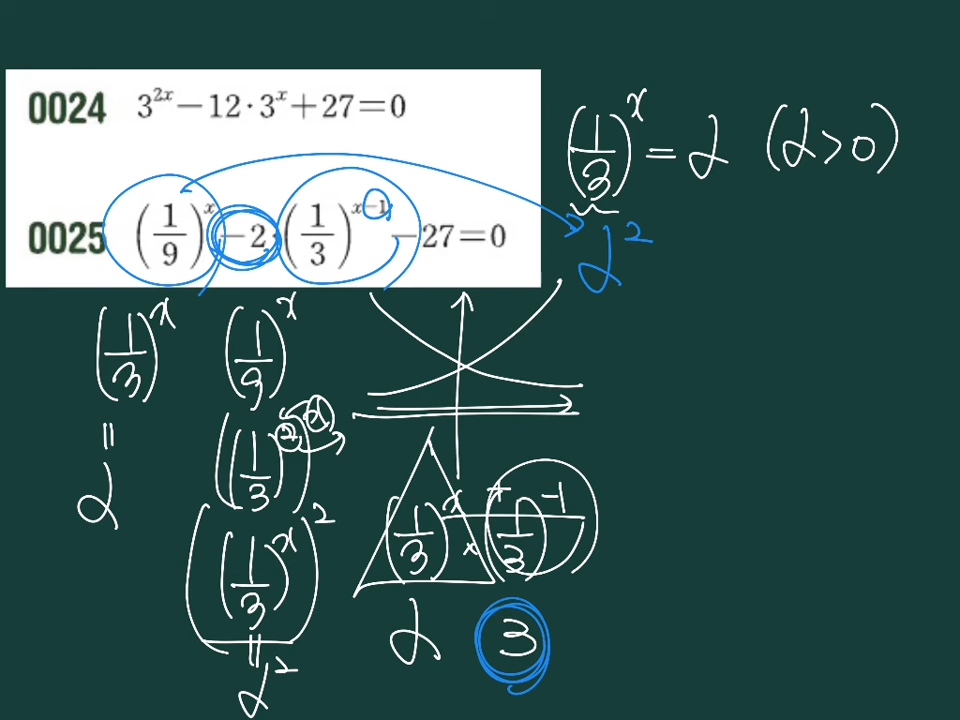 0024 3^{2x}-12·3^x+27=0
0025 (1/9)^x-2·(1/3)^{x-1}-27=0
(1/3)^x = α (α>0)
α^2
(1/3)^x
||
α
(1/9)^x
((1/3)^2)^x
((1/3)^x)^2
||
α^2
(1/3)^x × (1/3)^{-1}
α 3